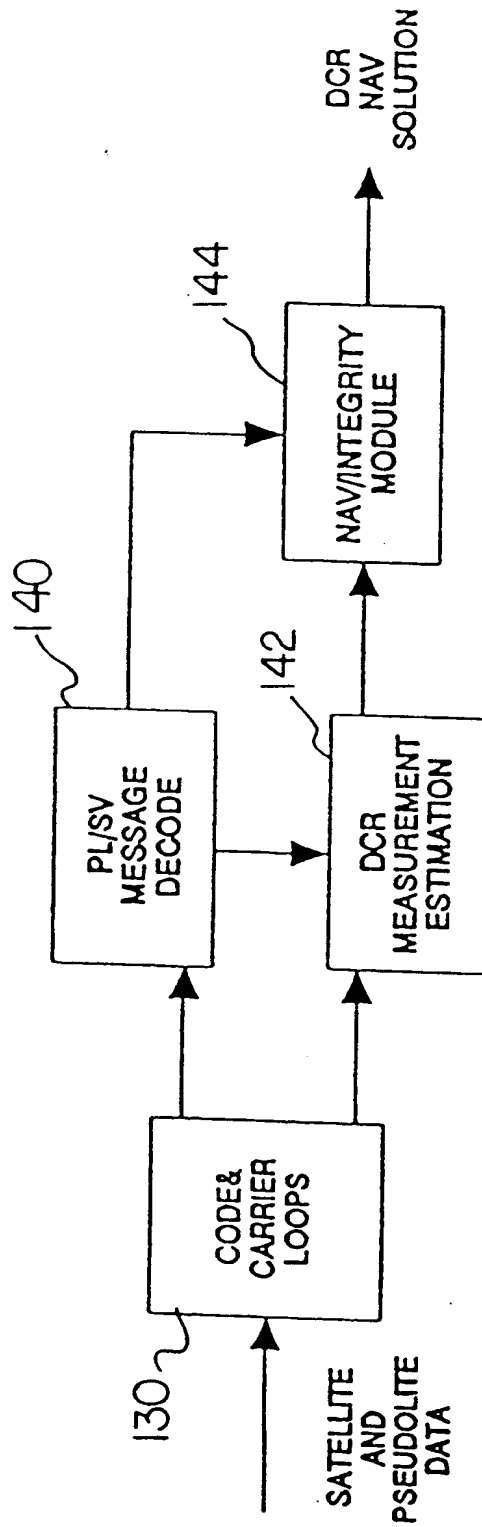 SATELLITE
AND
PSEUDOLITE
DATA
130
CODE&
CARRIER
LOOPS
140
PL/SV
MESSAGE
DECODE
142
DCR
MEASUREMENT
ESTIMATION
144
NAV/INTEGRITY
MODULE
DCR
NAV
SOLUTION